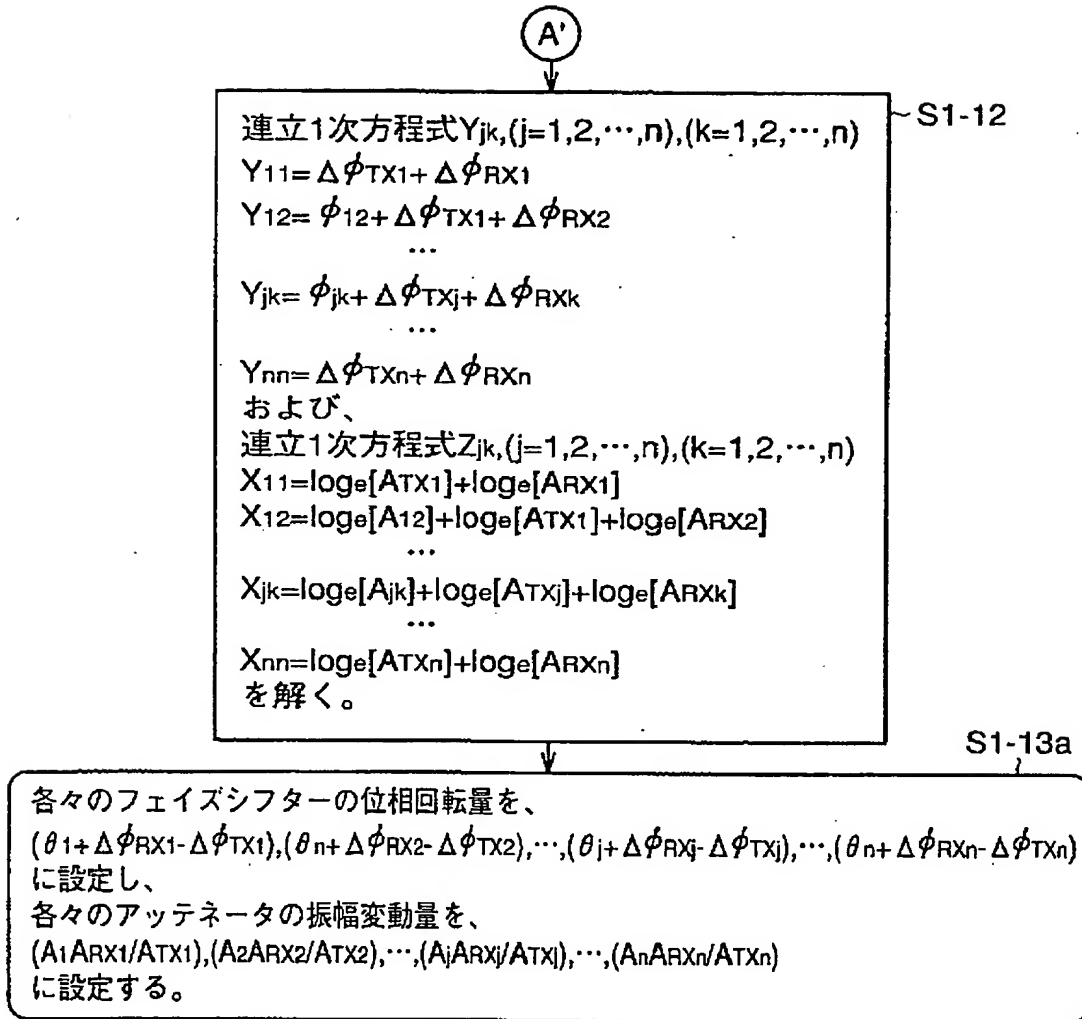 A'
S1-12
連立1次方程式Yjk,(j=1,2,⋯,n),(k=1,2,⋯,n)
Y11=ΔφTX1+ΔφRX1
Y12=φ12+ΔφTX1+ΔφRX2
⋯
Yjk=φjk+ΔφTXj+ΔφRXk
⋯
Ynn=ΔφTXn+ΔφRXn
および、
連立1次方程式Zjk,(j=1,2,⋯,n),(k=1,2,⋯,n)
X11=loge[ATX1]+loge[ARX1]
X12=loge[A12]+loge[ATX1]+loge[ARX2]
⋯
Xjk=loge[Ajk]+loge[ATXj]+loge[ARXk]
⋯
Xnn=loge[ATXn]+loge[ARXn]
を解く。
S1-13a
各々のフェイズシフターの位相回転量を、
(θ1+ΔφRX1-ΔφTX1),(θn+ΔφRX2-ΔφTX2),⋯,(θj+ΔφRXj-ΔφTXj),⋯,(θn+ΔφRXn-ΔφTXn)
に設定し、
各々のアッテネータの振幅変動量を、
(A1ARX1/ATX1),(A2ARX2/ATX2),⋯,(AjARXj/ATXj),⋯,(AnARXn/ATXn)
に設定する。